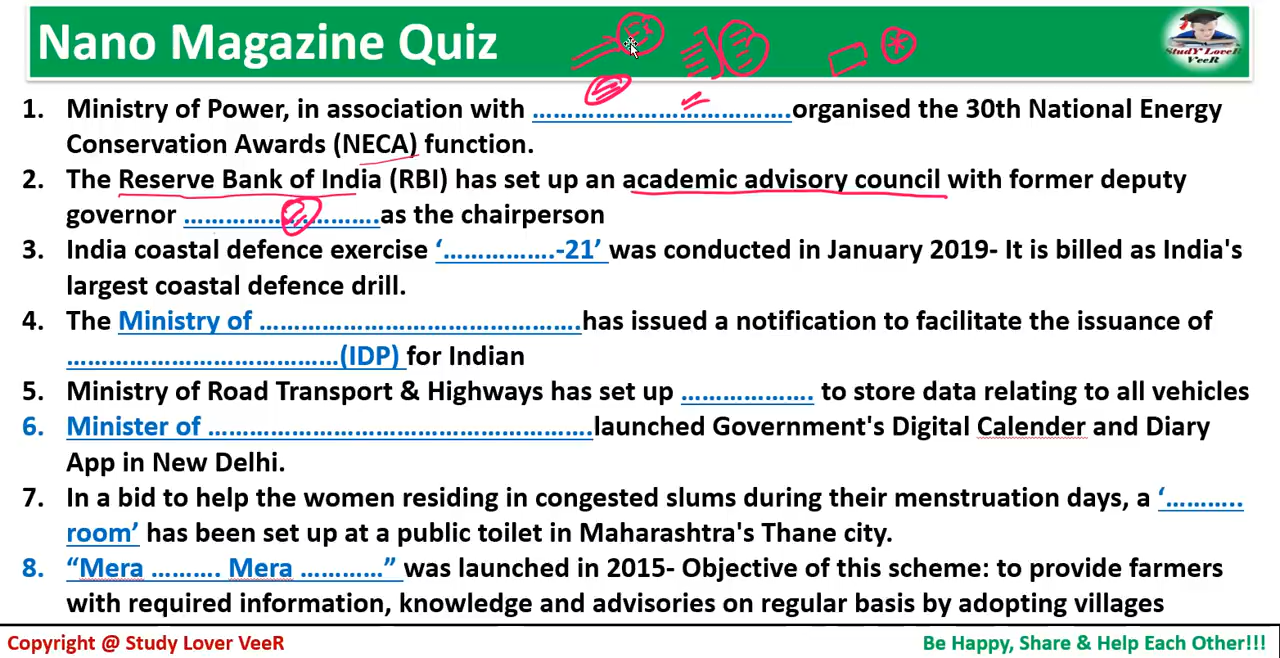 Nano Magazine Quiz
StudY LoveR
VeeR
1. Ministry of Power, in association with ……………………………….organised the 30th National Energy
Conservation Awards (NECA) function.
2. The Reserve Bank of India (RBI) has set up an academic advisory council with former deputy
governor ……………………….as the chairperson
3. India coastal defence exercise ‘…………….-21’ was conducted in January 2019- It is billed as India's
largest coastal defence drill.
4. The Ministry of ……………………………………….has issued a notification to facilitate the issuance of
…………………………………(IDP) for Indian
5. Ministry of Road Transport & Highways has set up ………………. to store data relating to all vehicles
6. Minister of ……………………………………………….launched Government's Digital Calender and Diary
App in New Delhi.
7. In a bid to help the women residing in congested slums during their menstruation days, a ‘………..
room’ has been set up at a public toilet in Maharashtra's Thane city.
8. “Mera ………. Mera …………” was launched in 2015- Objective of this scheme: to provide farmers
with required information, knowledge and advisories on regular basis by adopting villages
Copyright @ Study Lover VeeR
Be Happy, Share & Help Each Other!!!